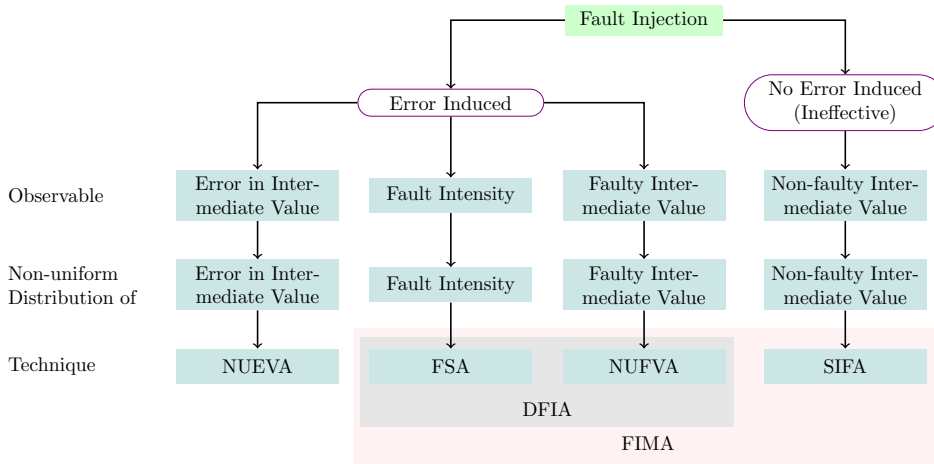 Fault Injection
Error Induced
No Error Induced
(Ineffective)
Observable
Error in Inter-
mediate Value
Fault Intensity
Faulty Interm-
mediate Value
Non-faulty Inter-
mediate Value
Non-uniform
Distribution of
Error in Inter-
mediate Value
Fault Intensity
Faulty Inter-
mediate Value
Non-faulty Inter-
mediate Value
Technique
NUEVA
FSA
NUFVA
SIFA
DFIA
FIMA